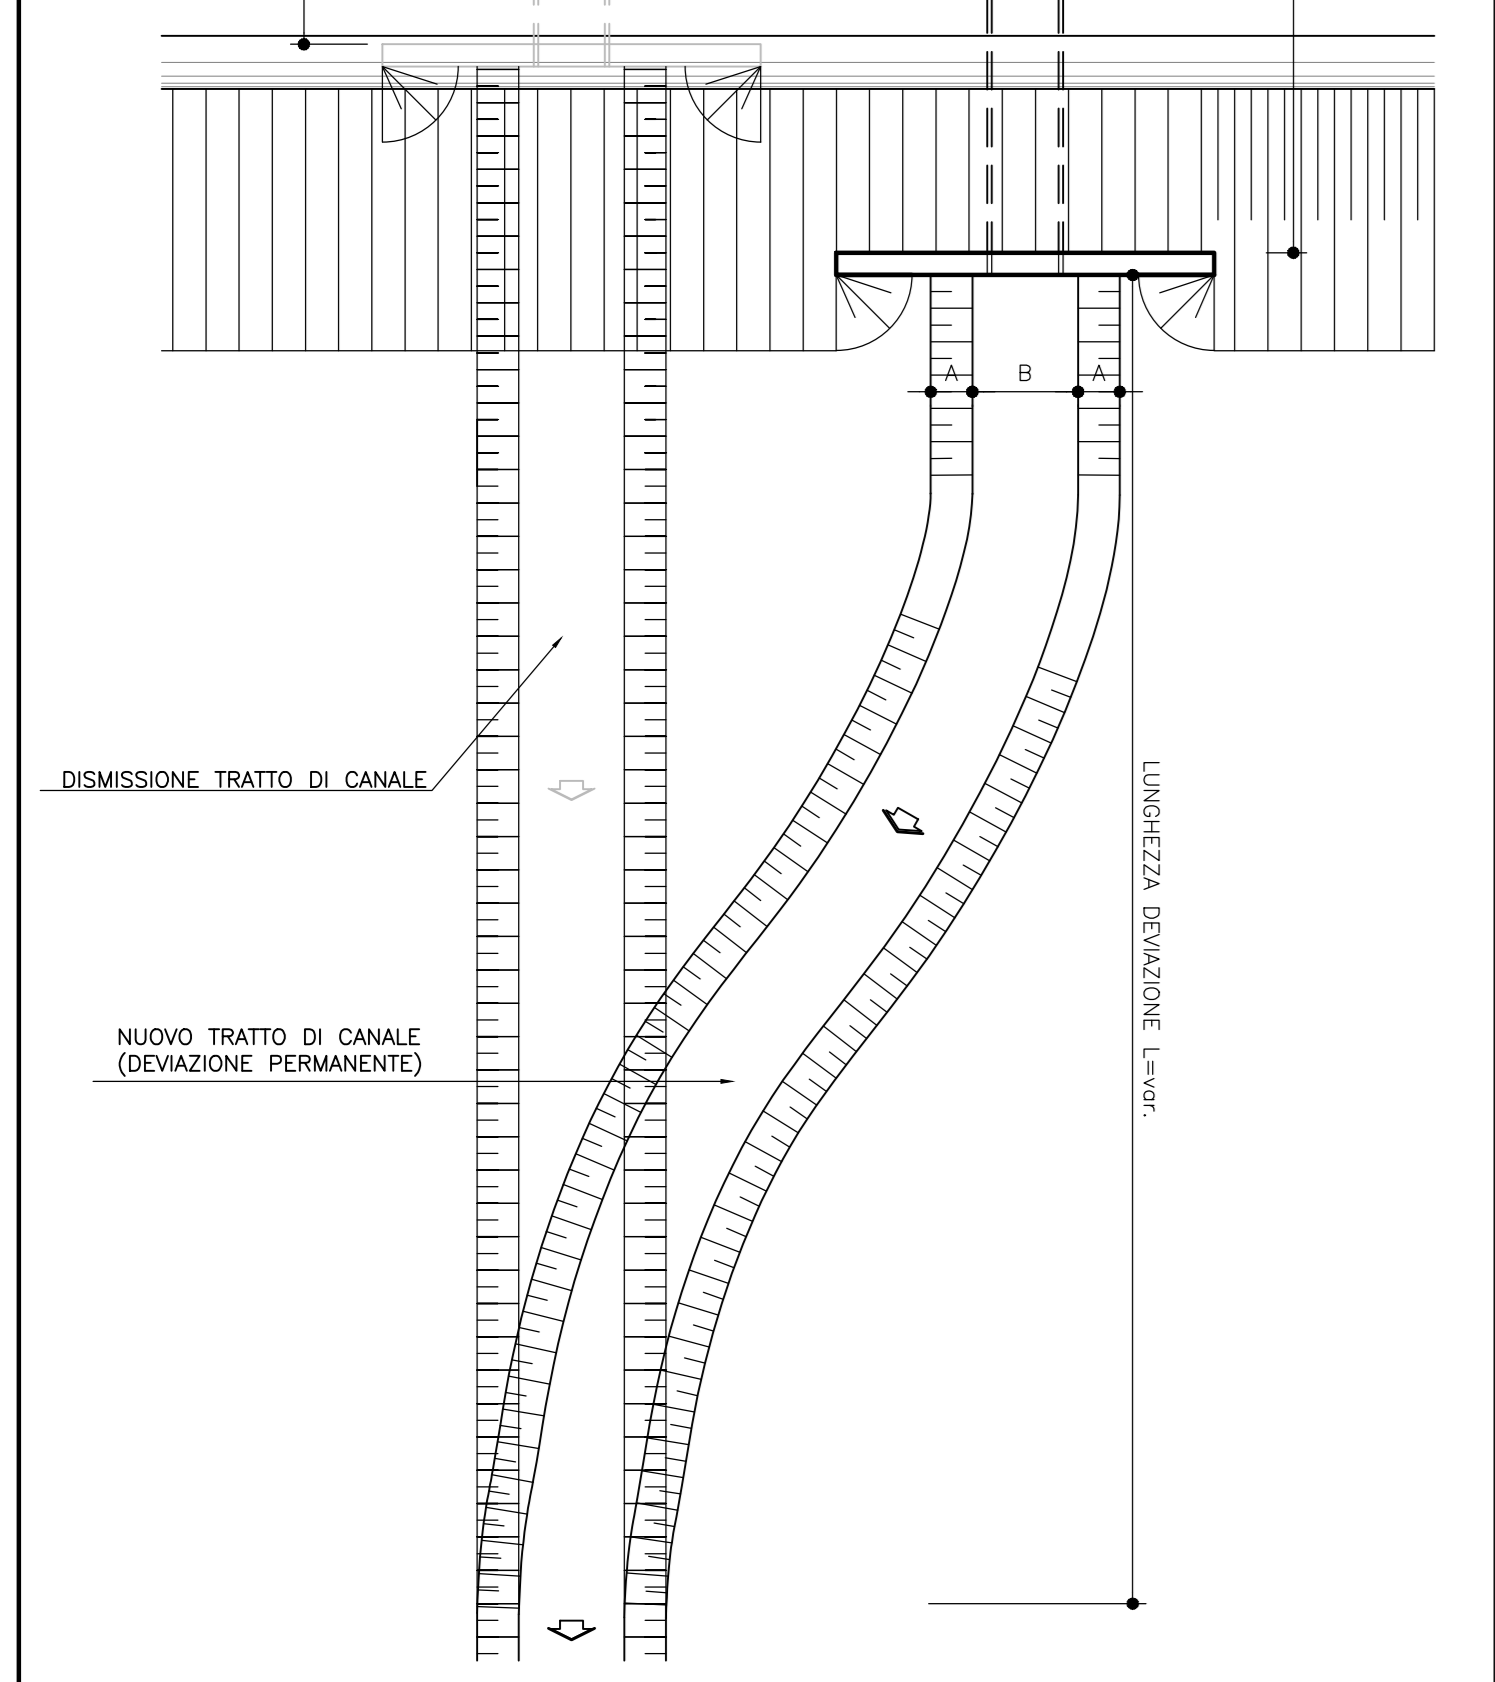 A B A
DISMISSIONE TRATTO DI CANALE
LUNGHEZZA DEVIAZIONE L=var.
NUOVO TRATTO DI CANALE
(DEVIAZIONE PERMANENTE)